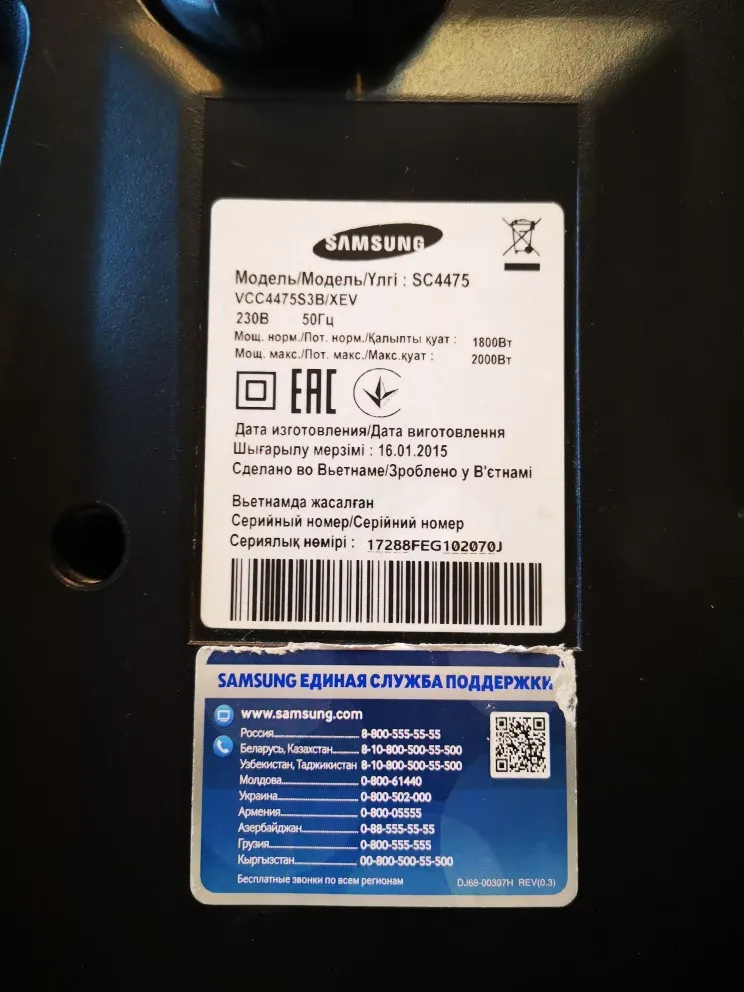 SAMSUNG
Модель/Модель/Үлгі : SC4475
VCC4475S3B/XEV
230В 50Гц
Мощ. норм./Пот. норм./Қалыпты қуат : 1800Вт
Мощ. макс./Пот. макс./Макс.қуат : 2000Вт
EAC
Дата изготовления/Дата виготовлення
Шығарылу мерзімі : 16.01.2015
Сделано во Вьетнаме/Зроблено у В'єтнамі
Вьетнамда жасалған
Серийный номер/Серійний номер
Сериялық нөмірі : 17288FEG102070J
SAMSUNG ЕДИНАЯ СЛУЖБА ПОДДЕРЖКИ
www.samsung.com
Россия 8-800-555-55-55
Беларусь, Казахстан 8-10-800-500-55-500
Узбекистан, Таджикистан 8-10-800-500-55-500
Молдова 0-800-61440
Украина 0-800-502-000
Армения 0-800-05555
Азербайджан 0-88-555-55-55
Грузия 0-800-555-555
Кыргызстан 00-800-500-55-500
Бесплатные звонки по всем регионам DJ68-00397H REV(0.3)